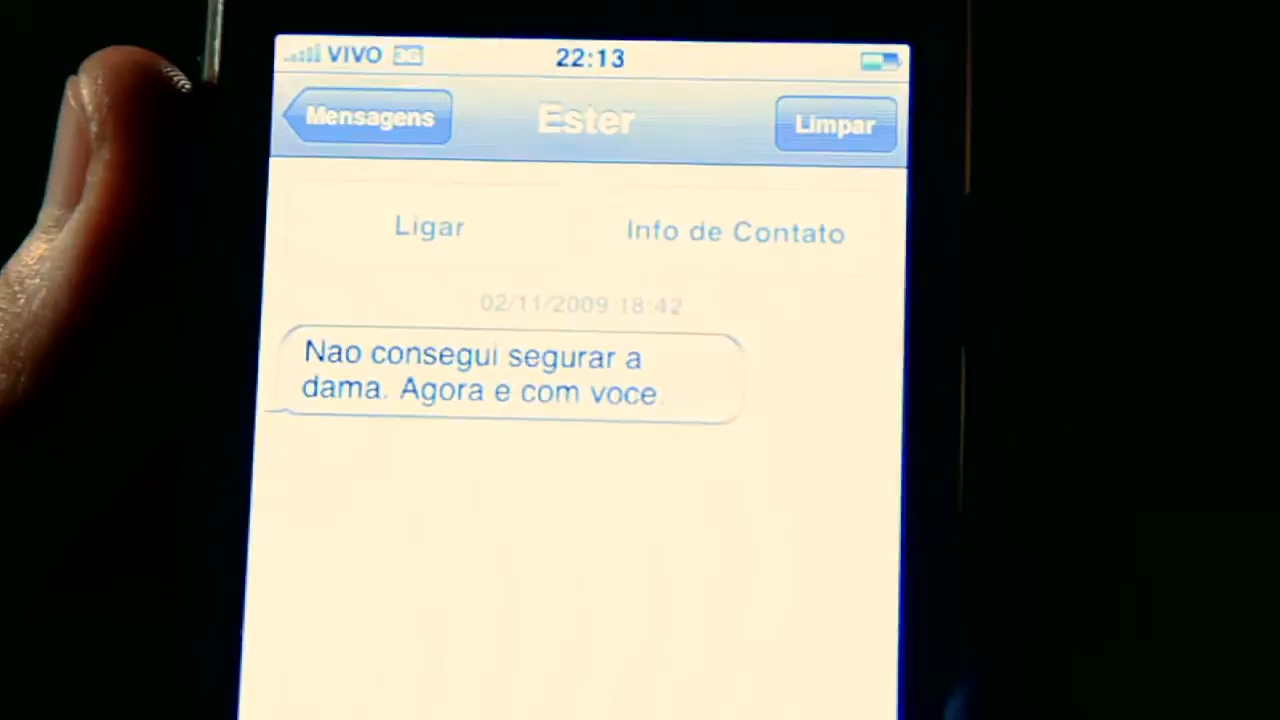 VIVO 3G 22:13
Mensagens Ester Limpar
Ligar Info de Contato
02/11/2009 18:42
Nao consegui segurar a
dama. Agora e com voce.